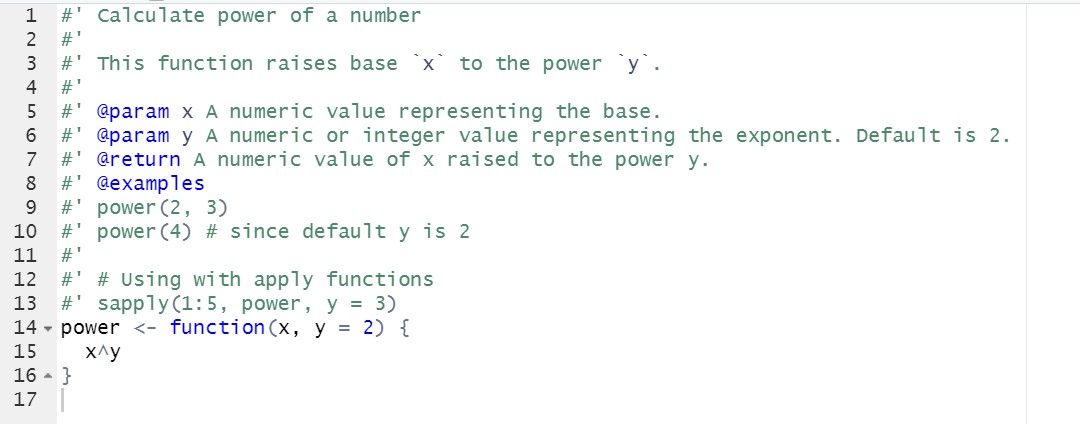 1 #' Calculate power of a number
2 #'
3 #' This function raises base `x` to the power `y`.
4 #'
5 #' @param x A numeric value representing the base.
6 #' @param y A numeric or integer value representing the exponent. Default is 2.
7 #' @return A numeric value of x raised to the power y.
8 #' @examples
9 #' power(2, 3)
10 #' power(4) # since default y is 2
11 #'
12 #' # Using with apply functions
13 #' sapply(1:5, power, y = 3)
14 power <- function(x, y = 2) {
15   x^y
16 }
17